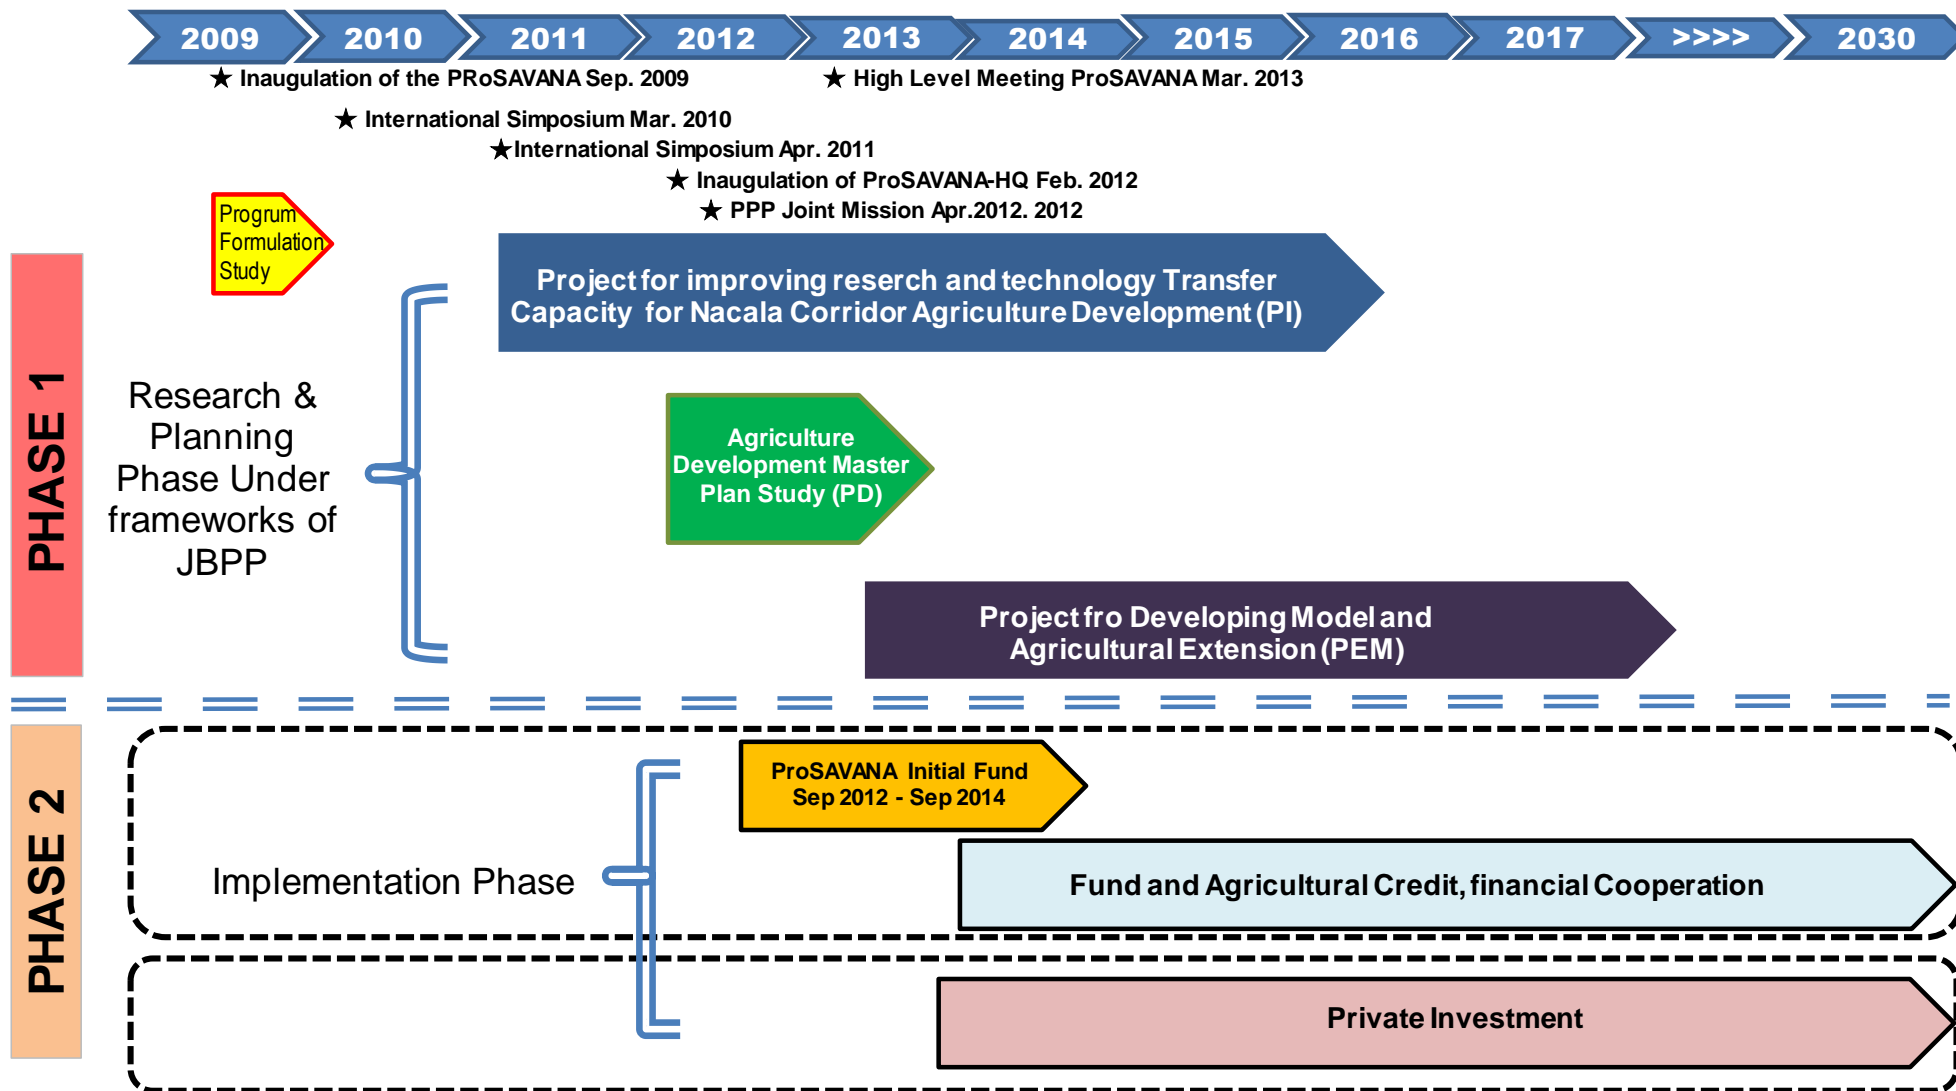 2009 2010 2011 2012 2013 2014 2015 2016 2017 >>>> 2030
★ Inaugulation of the PRoSAVANA Sep. 2009
★ High Level Meeting ProSAVANA Mar. 2013
★ International Simposium Mar. 2010
★International Simposium Apr. 2011
★ Inaugulation of ProSAVANA-HQ Feb. 2012
★ PPP Joint Mission Apr.2012. 2012
Progrum
Formulation
Study
PHASE 1
Research &
Planning
Phase Under
frameworks of
JBPP
Project for improving reserch and technology Transfer
Capacity for Nacala Corridor Agriculture Development (PI)
Agriculture
Development Master
Plan Study (PD)
Project fro Developing Model and
Agricultural Extension (PEM)
PHASE 2
Implementation Phase
ProSAVANA Initial Fund
Sep 2012 - Sep 2014
Fund and Agricultural Credit, financial Cooperation
Private Investment